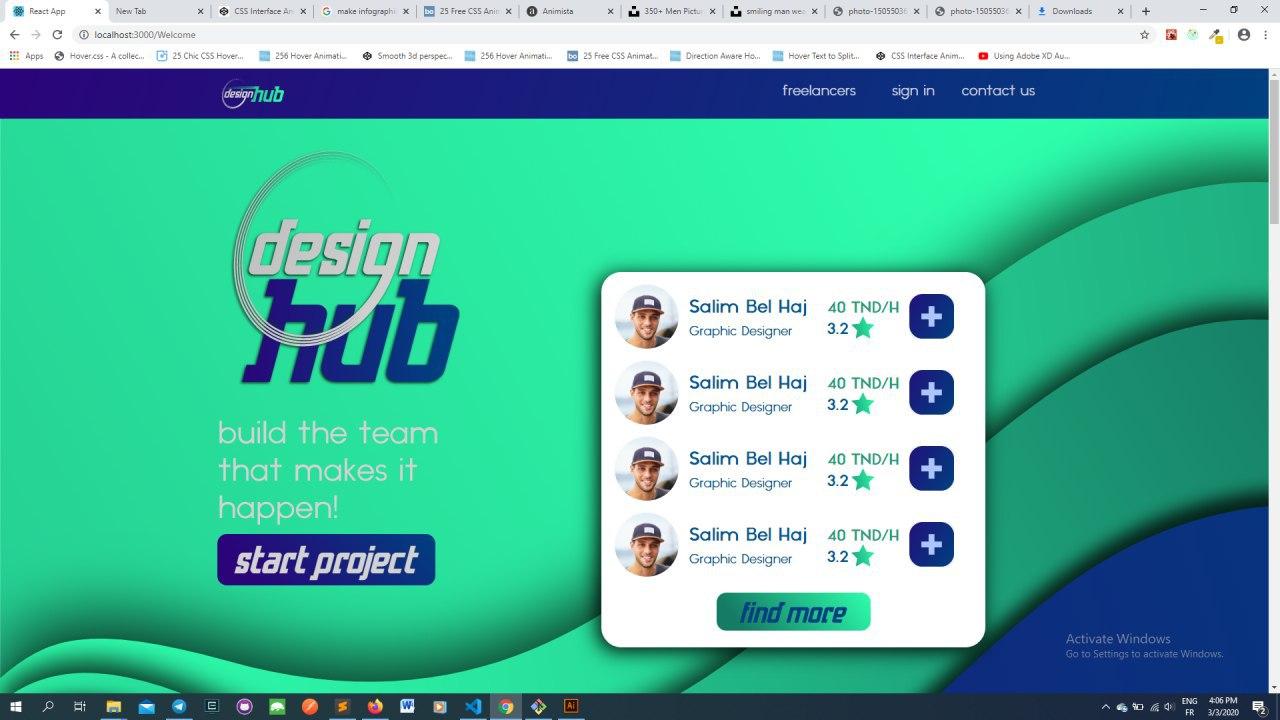 React App
New Tab
CSS Interface An
make infographi
25 Free CSS Anim
Animista
350+ Men Pictur
smiling man wea
photo-15055036
photo-15055036
Downloads
localhost:3000/Welcome
Apps
Hover.css - A collec...
25 Chic CSS Hover...
256 Hover Animati...
Smooth 3d perspec...
256 Hover Animati...
25 Free CSS Animat...
Direction Aware Ho...
Hover Text to Split...
CSS Interface Anim...
Using Adobe XD Au...
designhub
freelancers
sign in
contact us
design
hub
build the team
that makes it
happen!
start project
Salim Bel Haj
40 TND/H
Graphic Designer
3.2
Salim Bel Haj
40 TND/H
Graphic Designer
3.2
Salim Bel Haj
40 TND/H
Graphic Designer
3.2
Salim Bel Haj
40 TND/H
Graphic Designer
3.2
find more
Activate Windows
Go to Settings to activate Windows.
ENG
FR
4:06 PM
3/3/2020